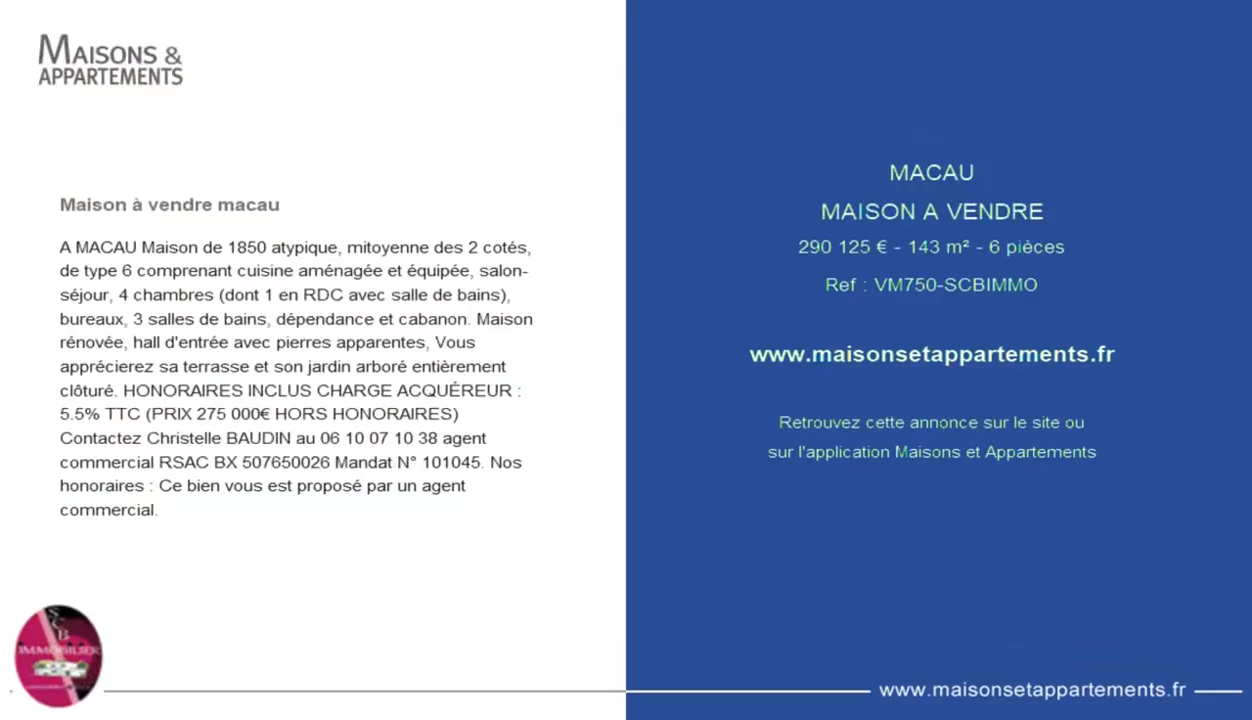 MAISONS &
APPARTEMENTS
Maison à vendre macau
A MACAU Maison de 1850 atypique, mitoyenne des 2 cotés,
de type 6 comprenant cuisine aménagée et équipée, salon-
séjour, 4 chambres (dont 1 en RDC avec salle de bains),
bureaux, 3 salles de bains, dépendance et cabanon. Maison
rénovée, hall d'entrée avec pierres apparentes, Vous
apprécierez sa terrasse et son jardin arboré entièrement
clôturé. HONORAIRES INCLUS CHARGE ACQUÉREUR :
5.5% TTC (PRIX 275 000€ HORS HONORAIRES)
Contactez Christelle BAUDIN au 06 10 07 10 38 agent
commercial RSAC BX 507650026 Mandat N° 101045. Nos
honoraires : Ce bien vous est proposé par un agent
commercial.
SCB
IMMOBILIER
MACAU
MAISON A VENDRE
290 125 € - 143 m² - 6 pièces
Ref : VM750-SCBIMMO
www.maisonsetappartements.fr
Retrouvez cette annonce sur le site ou
sur l'application Maisons et Appartements
www.maisonsetappartements.fr